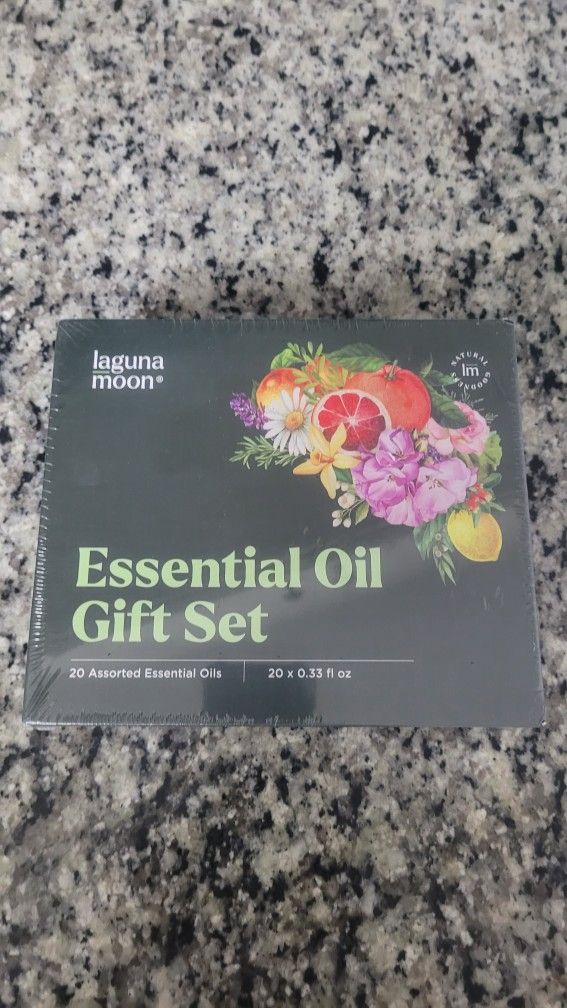 laguna
moon®
NATURAL
lm
GOODNESS
Essential Oil
Gift Set
20 Assorted Essential Oils
20 x 0.33 fl oz